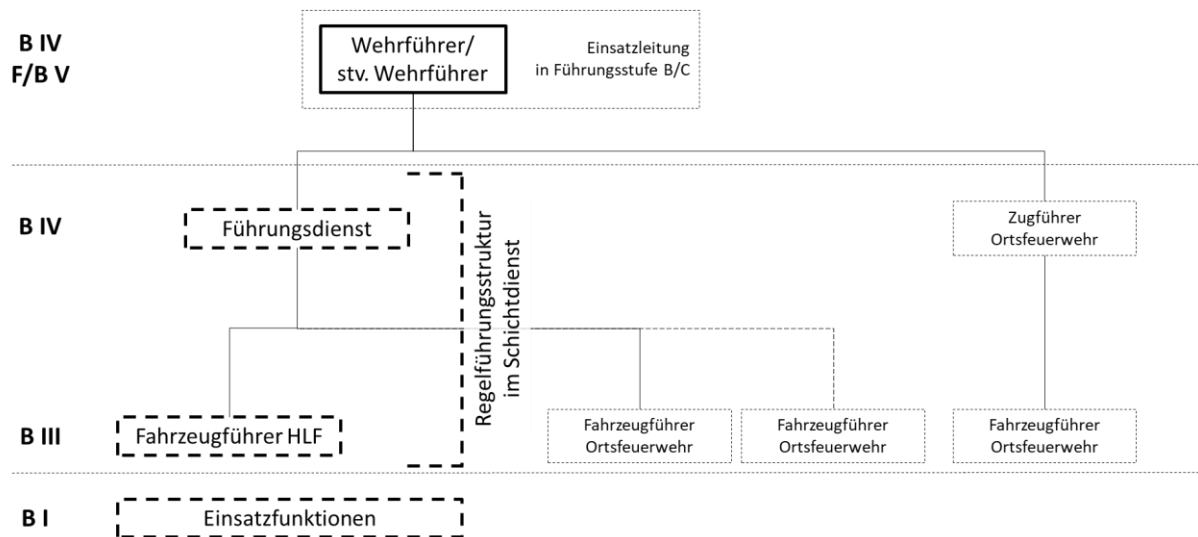 B IV
F/B V
Wehrführer/
stv. Wehrführer
Einsatzleitung
in Führungsstufe B/C
B IV
Führungsdienst
Regelführungsstruktur
im Schichtdienst
Zugführer
Ortsfeuerwehr
B III
Fahrzeugführer HLF
Fahrzeugführer
Ortsfeuerwehr
Fahrzeugführer
Ortsfeuerwehr
Fahrzeugführer
Ortsfeuerwehr
B I
Einsatzfunktionen